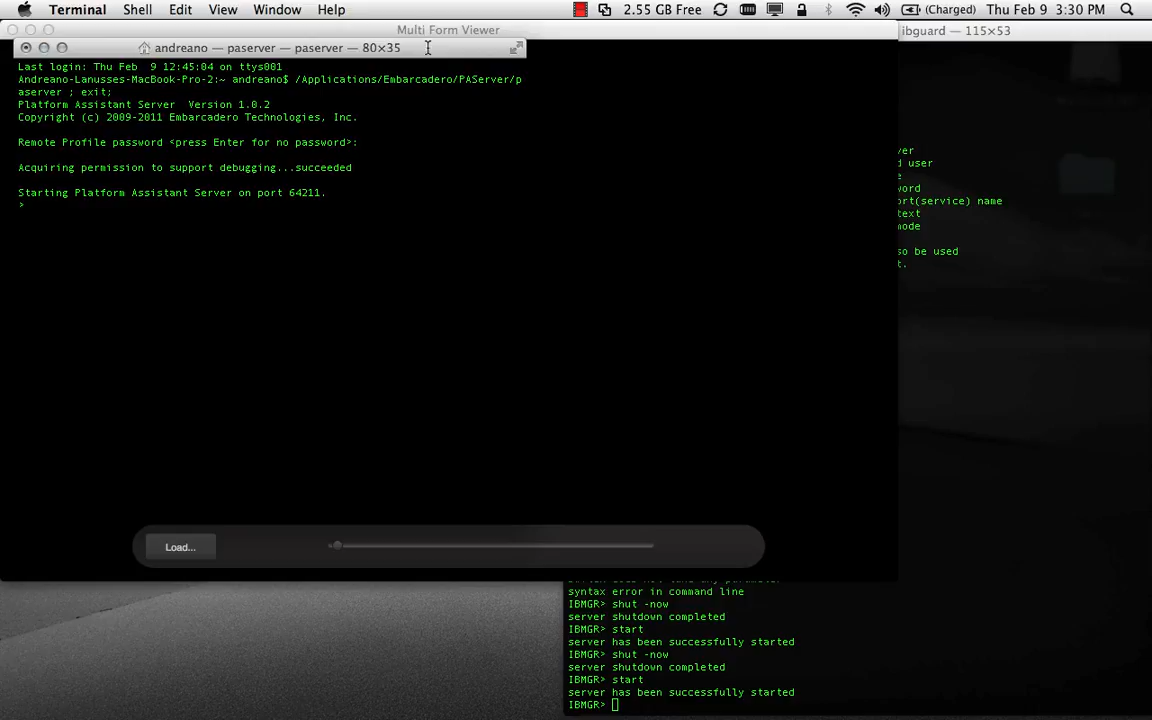 Terminal Shell Edit View Window Help 2.55 GB Free (Charged) Thu Feb 9 3:30 PM
Multi Form Viewer
ibguard — 115×53
andreano — paserver — paserver — 80×35
Last login: Thu Feb  9 12:45:04 on ttys001
Andreano-Lanusses-MacBook-Pro-2:~ andreano$ /Applications/Embarcadero/PAServer/p
aserver ; exit;
Platform Assistant Server  Version 1.0.2
Copyright (c) 2009-2011 Embarcadero Technologies, Inc.
Remote Profile password <press Enter for no password>:
Acquiring permission to support debugging...succeeded
Starting Platform Assistant Server on port 64211.
>
ver
d user
e
word
ort(service) name
text
mode
so be used
t.
Load...
syntax error in command line
IBMGR> shut -now
server shutdown completed
IBMGR> start
server has been successfully started
IBMGR> shut -now
server shutdown completed
IBMGR> start
server has been successfully started
IBMGR>